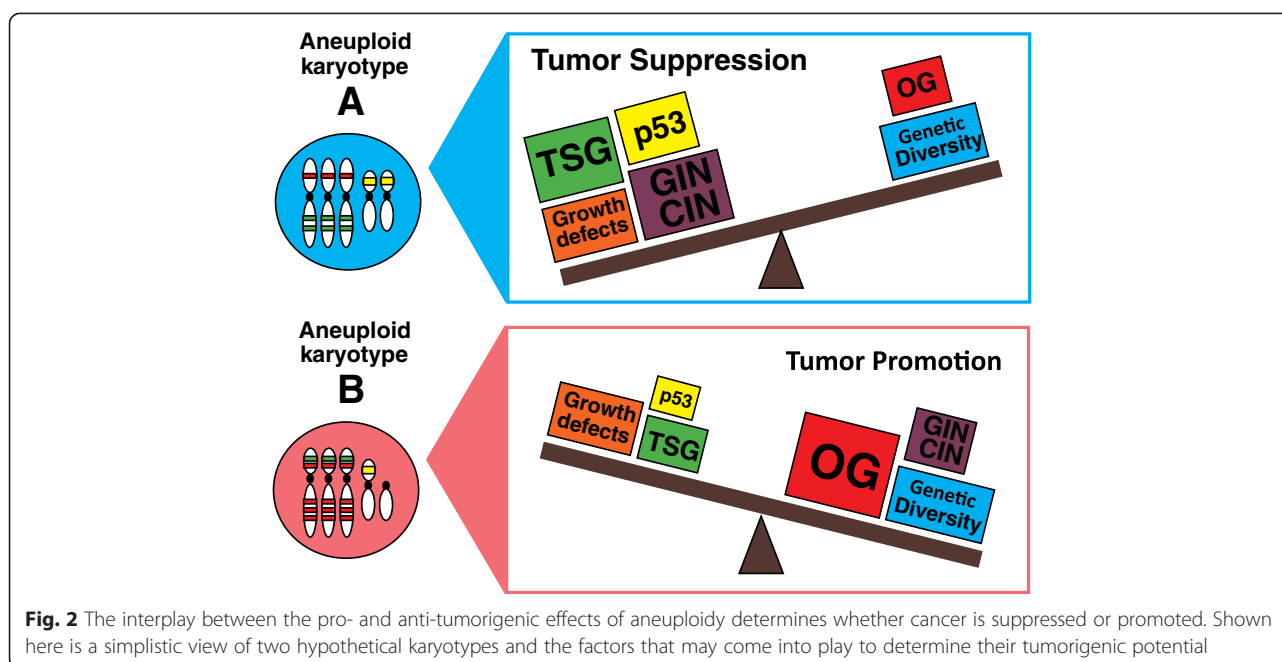 Aneuploid
karyotype
A
Tumor Suppression
TSG
p53
Growth
defects
GIN
CIN
OG
Genetic
Diversity
Aneuploid
karyotype
B
Tumor Promotion
Growth
defects
p53
TSG
OG
GIN
CIN
Genetic
Diversity
Fig. 2 The interplay between the pro- and anti-tumorigenic effects of aneuploidy determines whether cancer is suppressed or promoted. Shown
here is a simplistic view of two hypothetical karyotypes and the factors that may come into play to determine their tumorigenic potential